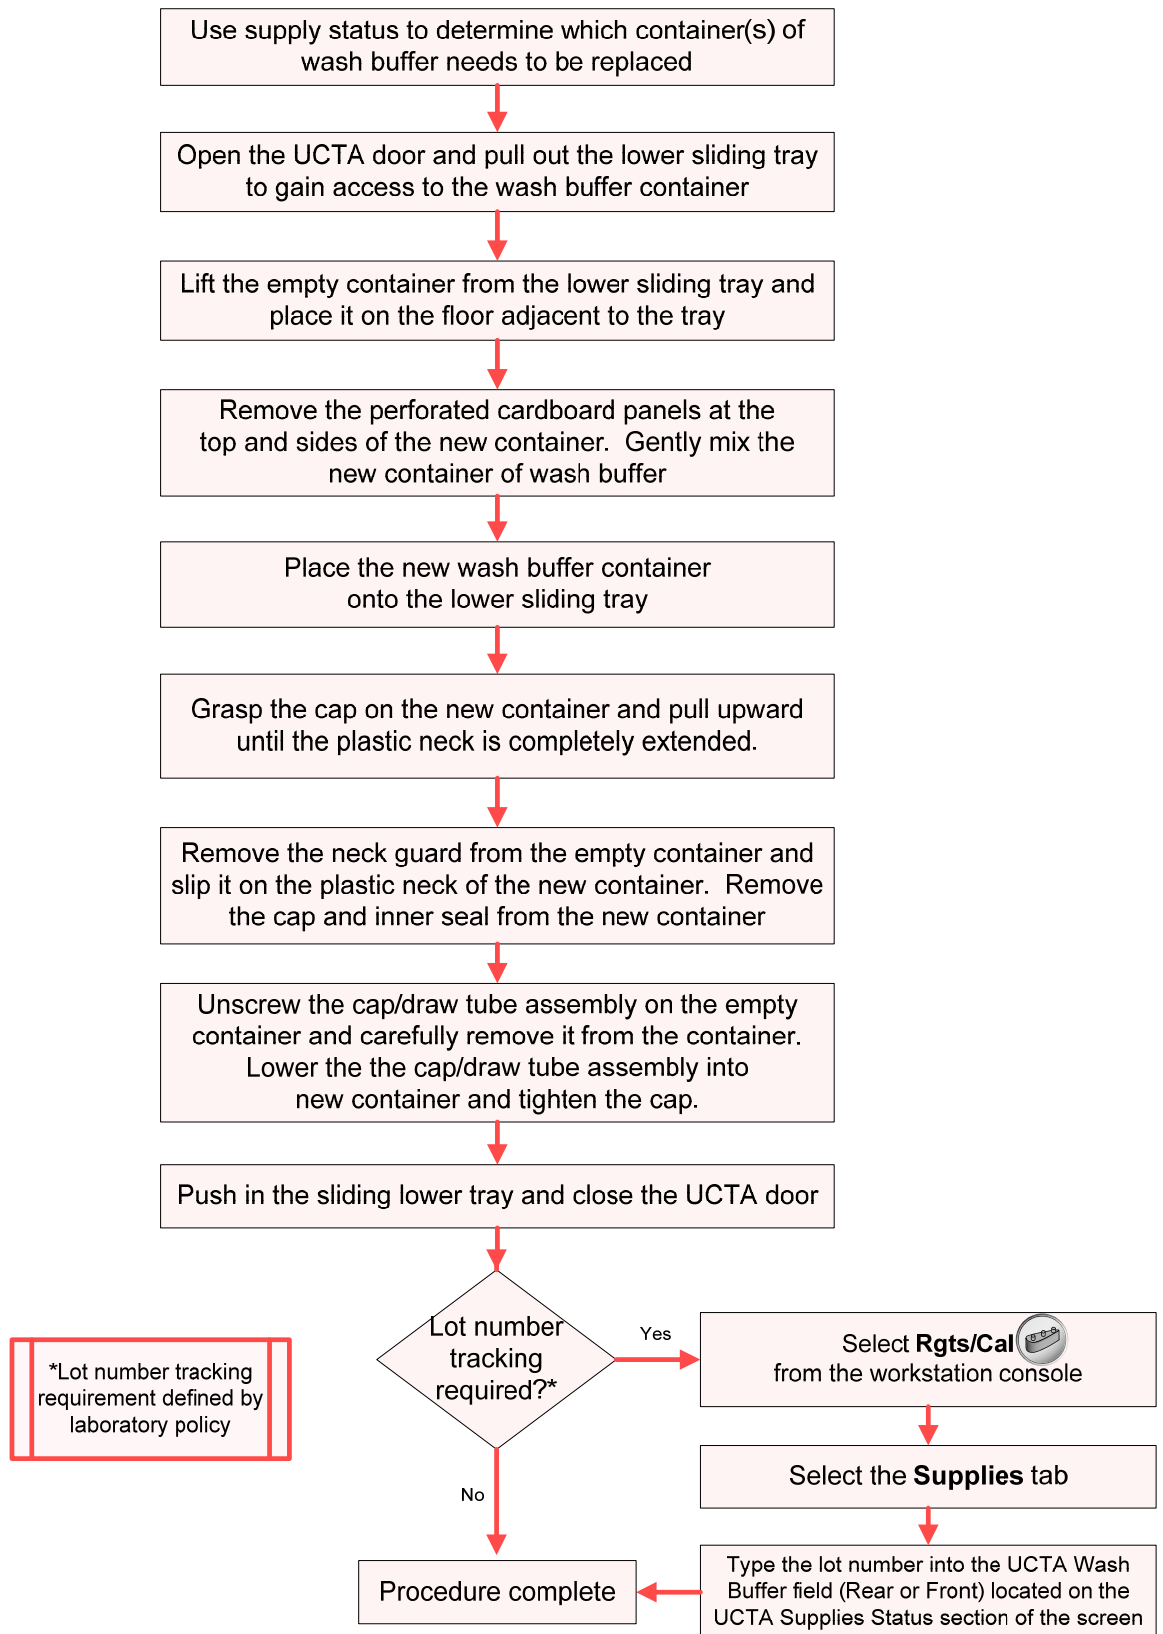 Use supply status to determine which container(s) of
wash buffer needs to be replaced
Open the UCTA door and pull out the lower sliding tray
to gain access to the wash buffer container
Lift the empty container from the lower sliding tray and
place it on the floor adjacent to the tray
Remove the perforated cardboard panels at the
top and sides of the new container.  Gently mix the
new container of wash buffer
Place the new wash buffer container
onto the lower sliding tray
Grasp the cap on the new container and pull upward
until the plastic neck is completely extended.
Remove the neck guard from the empty container and
slip it on the plastic neck of the new container.  Remove
the cap and inner seal from the new container
Unscrew the cap/draw tube assembly on the empty
container and carefully remove it from the container.
Lower the the cap/draw tube assembly into
new container and tighten the cap.
Push in the sliding lower tray and close the UCTA door
Lot number
tracking
required?*
Yes
Select Rgts/Cal
from the workstation console
*Lot number tracking
requirement defined by
laboratory policy
Select the Supplies tab
No
Type the lot number into the UCTA Wash
Buffer field (Rear or Front) located on the
UCTA Supplies Status section of the screen
Procedure complete